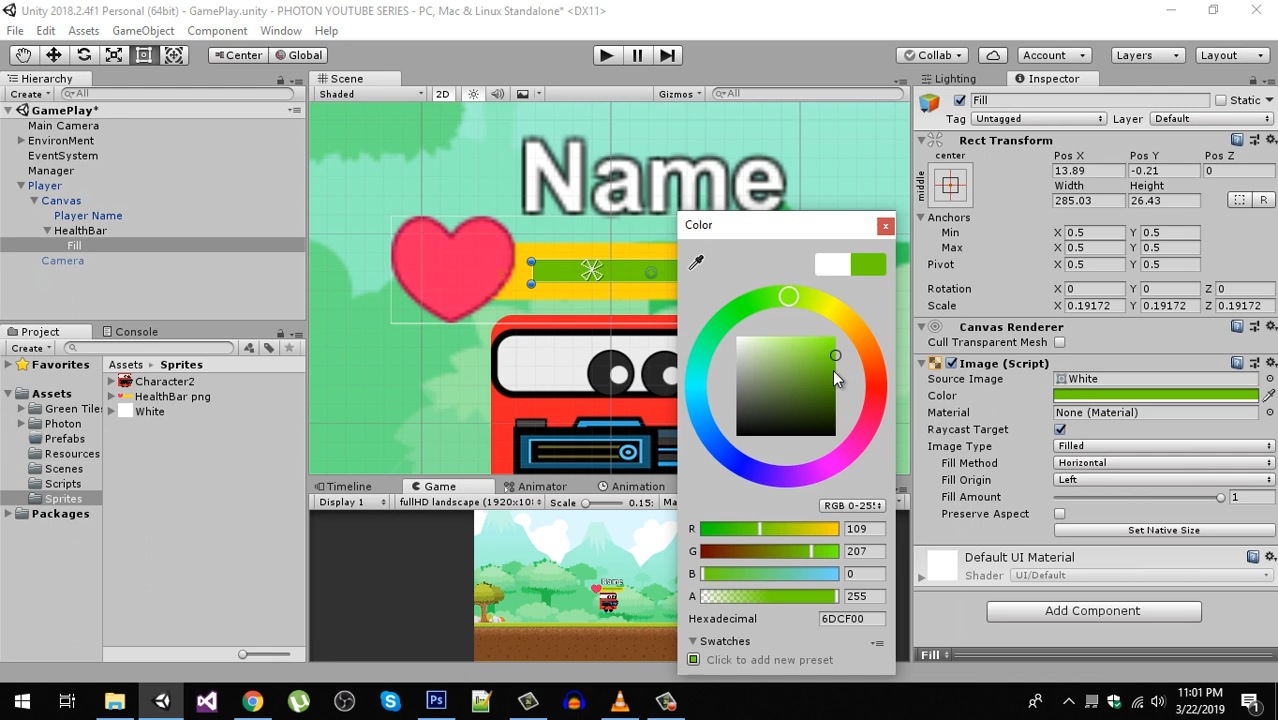 Unity 2018.2.4f1 Personal (64bit) - GamePlay.unity - PHOTON YOUTUBE SERIES - PC, Mac & Linux Standalone* <DX11>
File Edit Assets GameObject Component Window Help
Center Global Collab Account Layers Layout
Hierarchy
Create All
GamePlay*
Main Camera
EnvironMent
EventSystem
Manager
Player
Canvas
Player Name
HealthBar
Fill
Camera
Scene
Shaded 2D Gizmos All
Name
Project Console
Create
Favorites
Assets
Green Tile
Photon
Prefabs
Resources
Scenes
Scripts
Sprites
Packages
Assets Sprites
Character2
HealthBar png
White
Timeline Game Animator Animation
Display 1 fullHD landscape (1920x10 Scale 0.15: Ma
Name
Color
RGB 0-255
R 109
G 207
B 0
A 255
Hexadecimal 6DCF00
Swatches
Click to add new preset
Lighting Inspector
Fill Static
Tag Untagged Layer Default
Rect Transform
center
middle
Pos X Pos Y Pos Z
13.89 -0.21 0
Width Height
285.03 26.43 R
Anchors
Min X 0.5 Y 0.5
Max X 0.5 Y 0.5
Pivot X 0.5 Y 0.5
Rotation X 0 Y 0 Z 0
Scale X 0.19172 Y 0.19172 Z 0.19172
Canvas Renderer
Cull Transparent Mesh
Image (Script)
Source Image White
Color
Material None (Material)
Raycast Target
Image Type Filled
Fill Method Horizontal
Fill Origin Left
Fill Amount 1
Preserve Aspect
Set Native Size
Default UI Material
Shader UI/Default
Add Component
Fill
11:01 PM
3/22/2019